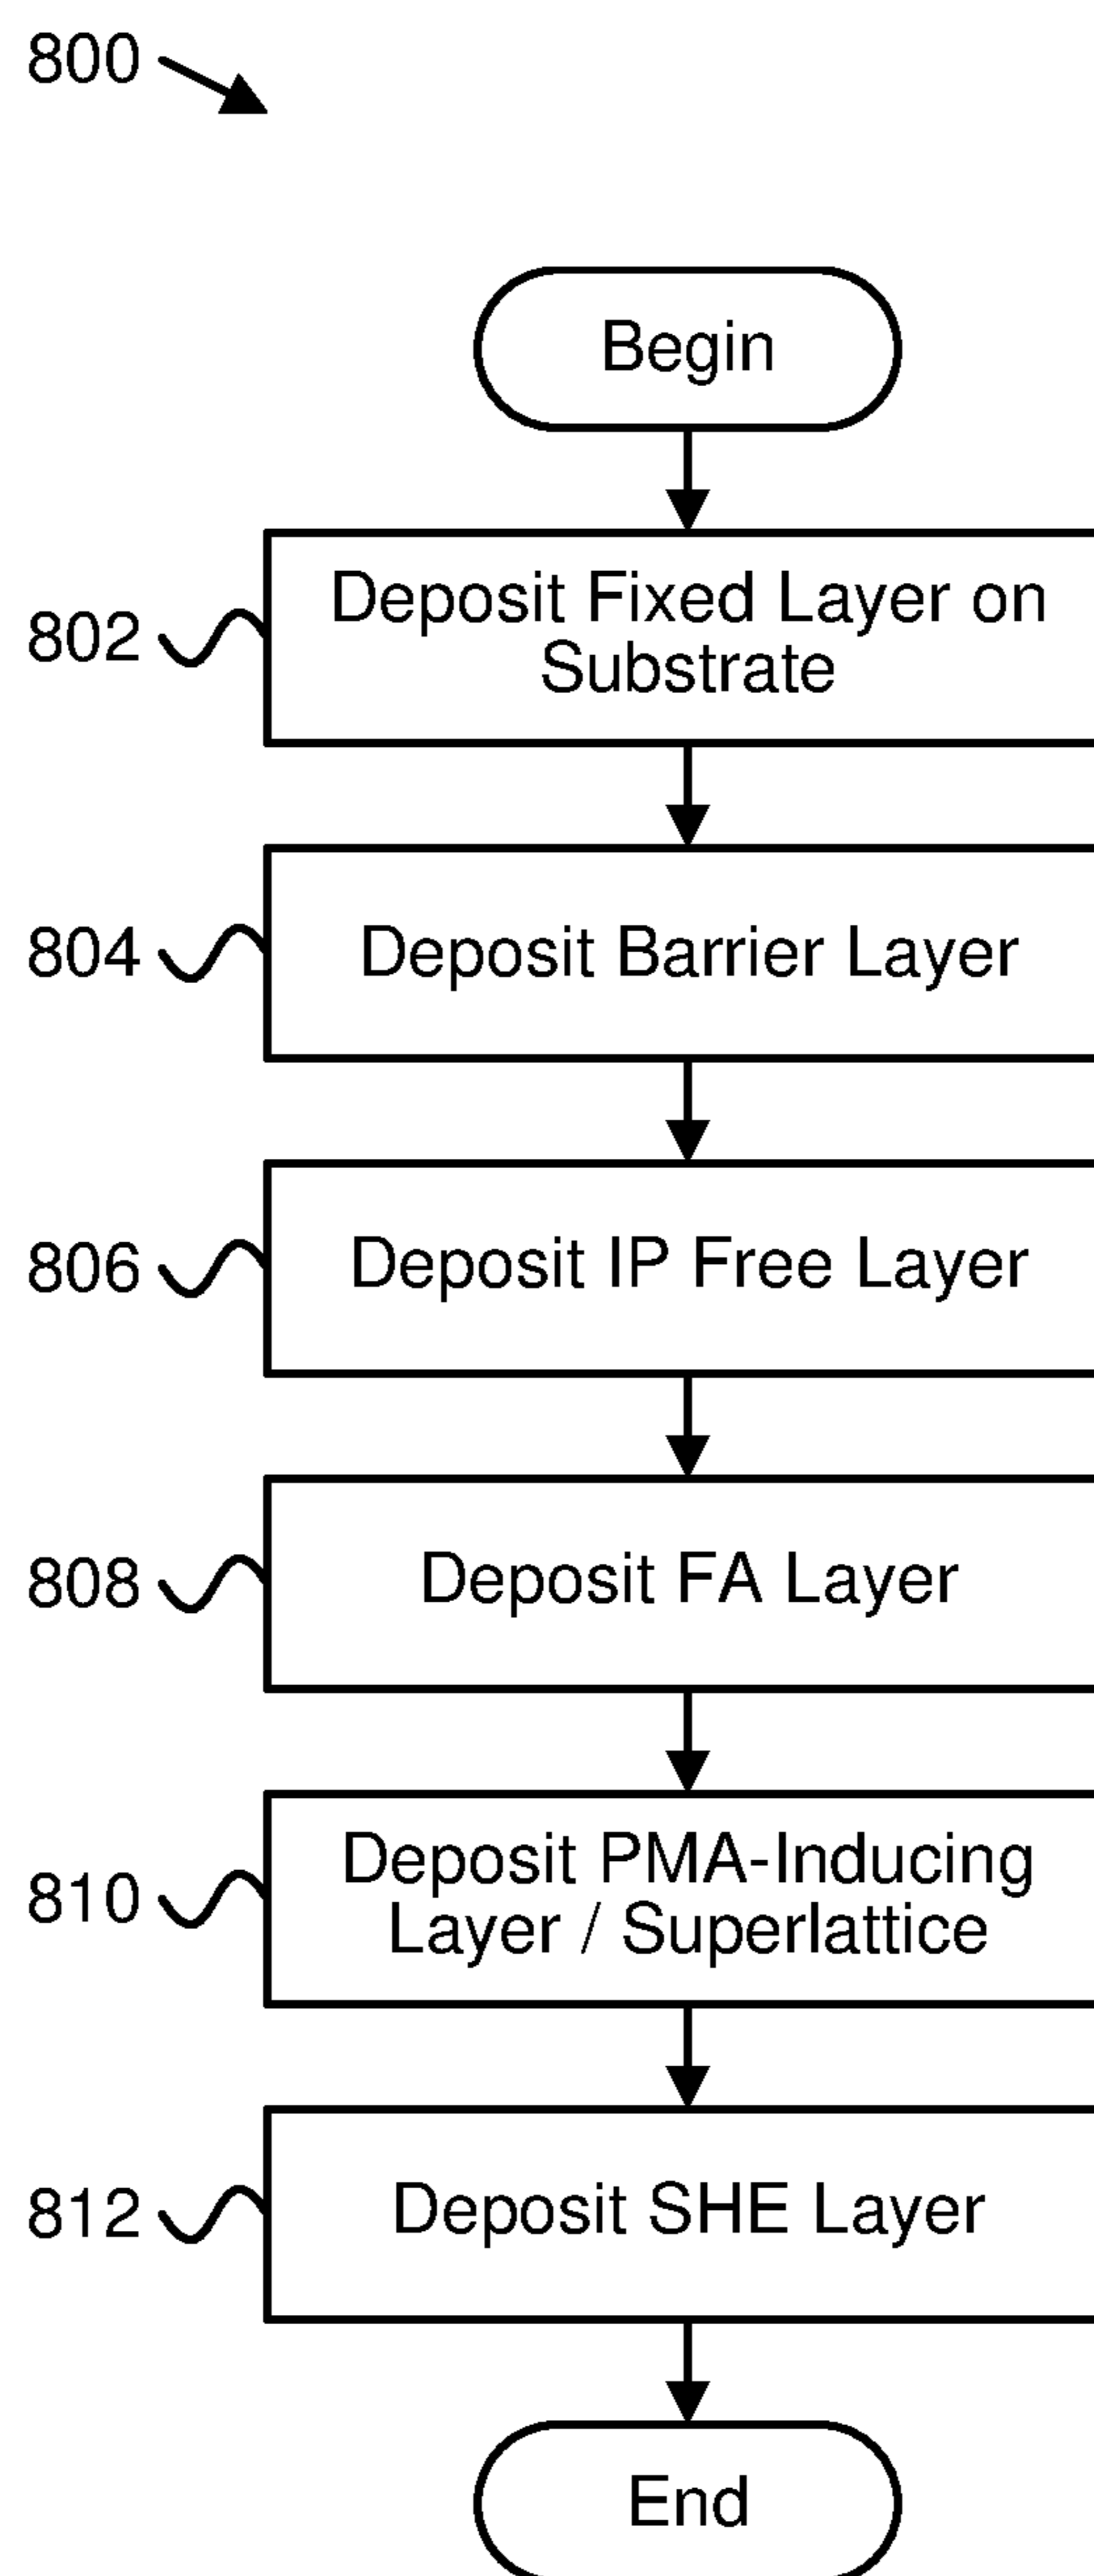 800
Begin
802
Deposit Fixed Layer on
Substrate
804
Deposit Barrier Layer
806
Deposit IP Free Layer
808
Deposit FA Layer
810
Deposit PMA-Inducing
Layer / Superlattice
812
Deposit SHE Layer
End